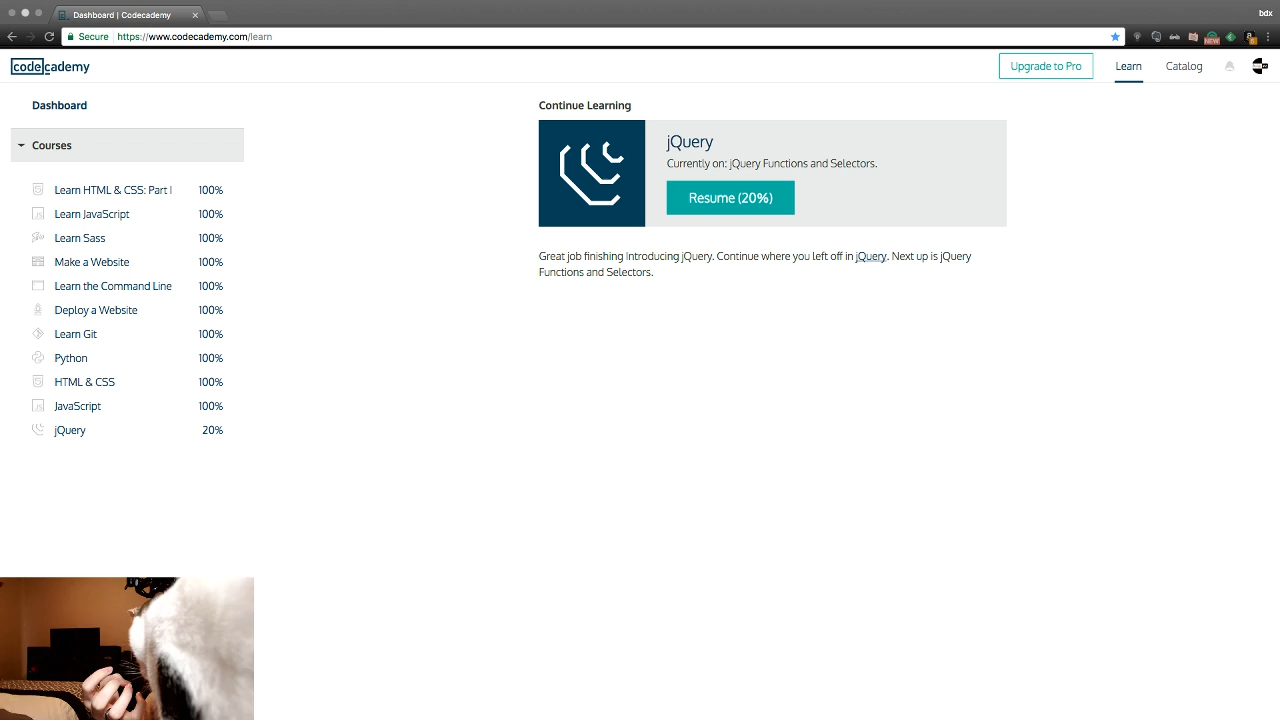 Dashboard | Codecademy
bdx
Secure https://www.codecademy.com/learn
NEW
codecademy
Upgrade to Pro
Learn
Catalog
Dashboard
Courses
Learn HTML & CSS: Part I 100%
Learn JavaScript 100%
Learn Sass 100%
Make a Website 100%
Learn the Command Line 100%
Deploy a Website 100%
Learn Git 100%
Python 100%
HTML & CSS 100%
JavaScript 100%
jQuery 20%
Continue Learning
jQuery
Currently on: jQuery Functions and Selectors.
Resume (20%)
Great job finishing Introducing jQuery. Continue where you left off in jQuery. Next up is jQuery
Functions and Selectors.